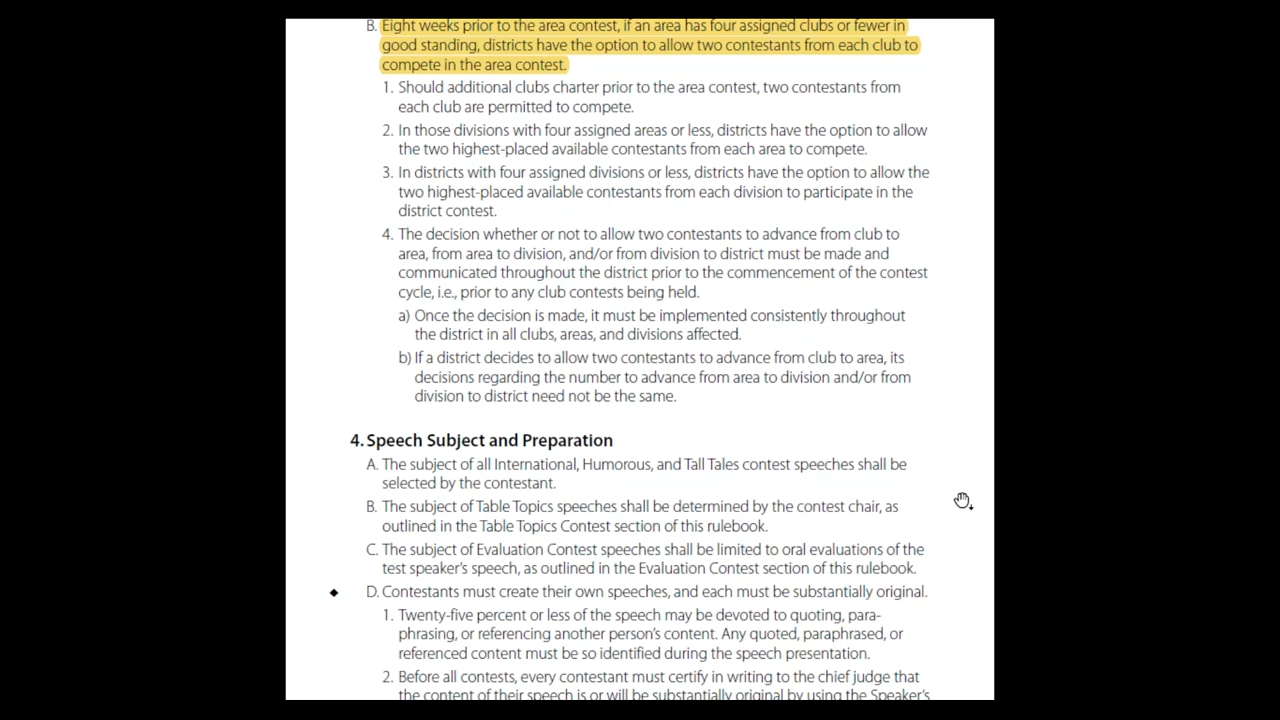 B. Eight weeks prior to the area contest, if an area has four assigned clubs or fewer in
good standing, districts have the option to allow two contestants from each club to
compete in the area contest.
1. Should additional clubs charter prior to the area contest, two contestants from
each club are permitted to compete.
2. In those divisions with four assigned areas or less, districts have the option to allow
the two highest-placed available contestants from each area to compete.
3. In districts with four assigned divisions or less, districts have the option to allow the
two highest-placed available contestants from each division to participate in the
district contest.
4. The decision whether or not to allow two contestants to advance from club to
area, from area to division, and/or from division to district must be made and
communicated throughout the district prior to the commencement of the contest
cycle, i.e., prior to any club contests being held.
a) Once the decision is made, it must be implemented consistently throughout
the district in all clubs, areas, and divisions affected.
b) If a district decides to allow two contestants to advance from club to area, its
decisions regarding the number to advance from area to division and/or from
division to district need not be the same.
4. Speech Subject and Preparation
A. The subject of all International, Humorous, and Tall Tales contest speeches shall be
selected by the contestant.
B. The subject of Table Topics speeches shall be determined by the contest chair, as
outlined in the Table Topics Contest section of this rulebook.
C. The subject of Evaluation Contest speeches shall be limited to oral evaluations of the
test speaker's speech, as outlined in the Evaluation Contest section of this rulebook.
◆ D. Contestants must create their own speeches, and each must be substantially original.
1. Twenty-five percent or less of the speech may be devoted to quoting, para-
phrasing, or referencing another person's content. Any quoted, paraphrased, or
referenced content must be so identified during the speech presentation.
2. Before all contests, every contestant must certify in writing to the chief judge that
the content of their speech is or will be substantially original by using the Speaker's